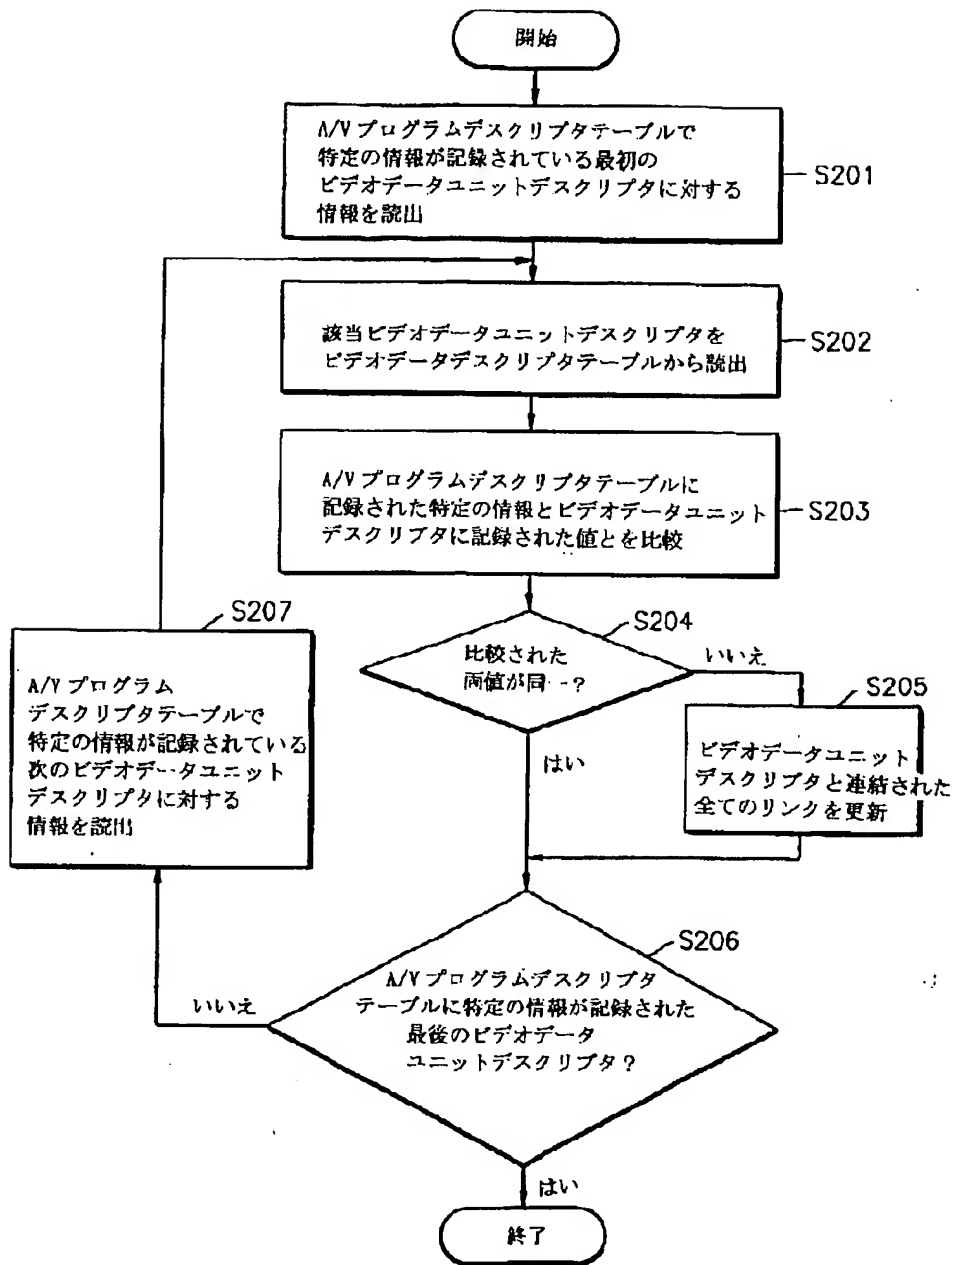 開始
A/V プログラムデスクリプタテーブルで
特定の情報が記録されている最初の
ビデオデータユニットデスクリプタに対する
情報を読出
S201
該当ビデオデータユニットデスクリプタを
ビデオデータデスクリプタテーブルから読出
S202
A/V プログラムデスクリプタテーブルに
記録された特定の情報とビデオデータユニット
デスクリプタに記録された値とを比較
S203
S204
比較された
両値が同一?
いいえ
はい
S205
ビデオデータユニット
デスクリプタと連結された
全てのリンクを更新
S207
A/V プログラム
デスクリプタテーブルで
特定の情報が記録されている
次のビデオデータユニット
デスクリプタに対する
情報を読出
S206
A/V プログラムデスクリプタ
テーブルに特定の情報が記録された
最後のビデオデータ
ユニットデスクリプタ?
いいえ
はい
終了